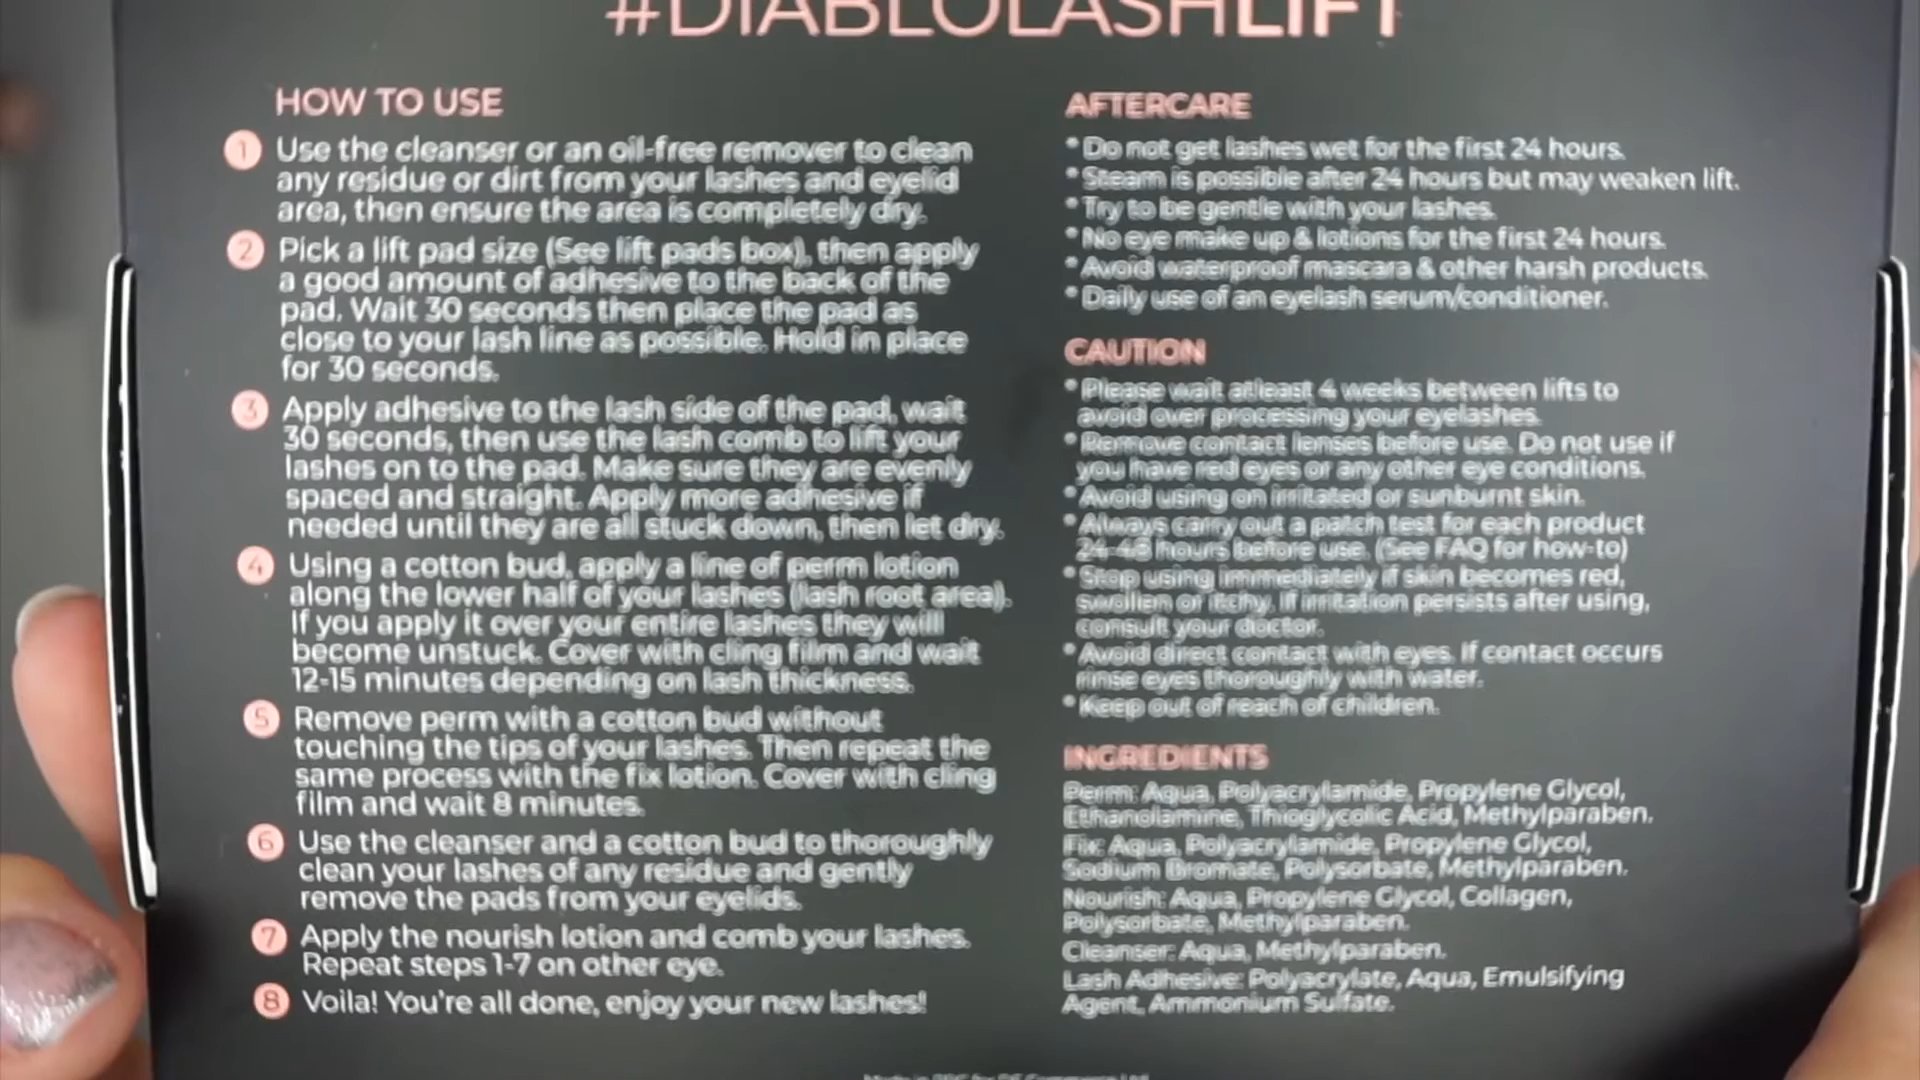 #DIABLOLASHLIFT
HOW TO USE
1 Use the cleanser or an oil-free remover to clean
any residue or dirt from your lashes and eyelid
area, then ensure the area is completely dry.
2 Pick a lift pad size (See lift pads box), then apply
a good amount of adhesive to the back of the
pad. Wait 30 seconds then place the pad as
close to your lash line as possible. Hold in place
for 30 seconds.
3 Apply adhesive to the lash side of the pad, wait
30 seconds, then use the lash comb to lift your
lashes on to the pad. Make sure they are evenly
spaced and straight. Apply more adhesive if
needed until they are all stuck down, then let dry.
4 Using a cotton bud, apply a line of perm lotion
along the lower half of your lashes (lash root area).
If you apply it over your entire lashes they will
become unstuck. Cover with cling film and wait
12-15 minutes depending on lash thickness.
5 Remove perm with a cotton bud without
touching the tips of your lashes. Then repeat the
same process with the fix lotion. Cover with cling
film and wait 8 minutes.
6 Use the cleanser and a cotton bud to thoroughly
clean your lashes of any residue and gently
remove the pads from your eyelids.
7 Apply the nourish lotion and comb your lashes.
Repeat steps 1-7 on other eye.
8 Voila! You're all done, enjoy your new lashes!
AFTERCARE
* Do not get lashes wet for the first 24 hours.
* Steam is possible after 24 hours but may weaken lift.
* Try to be gentle with your lashes.
* No eye make up & lotions for the first 24 hours.
* Avoid waterproof mascara & other harsh products.
* Daily use of an eyelash serum/conditioner.
CAUTION
* Please wait atleast 4 weeks between lifts to
avoid over processing your eyelashes.
* Remove contact lenses before use. Do not use if
you have red eyes or any other eye conditions.
* Avoid using on irritated or sunburnt skin.
* Always carry out a patch test for each product
24-48 hours before use. (See FAQ for how-to)
* Stop using immediately if skin becomes red,
swollen or itchy. If irritation persists after using,
consult your doctor.
* Avoid direct contact with eyes. If contact occurs
rinse eyes thoroughly with water.
* Keep out of reach of children.
INGREDIENTS
Perm: Aqua, Polyacrylamide, Propylene Glycol,
Ethanolamine, Thioglycolic Acid, Methylparaben.
Fix: Aqua, Polyacrylamide, Propylene Glycol,
Sodium Bromate, Polysorbate, Methylparaben.
Nourish: Aqua, Propylene Glycol, Collagen,
Polysorbate, Methylparaben.
Cleanser: Aqua, Methylparaben.
Lash Adhesive: Polyacrylate, Aqua, Emulsifying
Agent, Ammonium Sulfate.